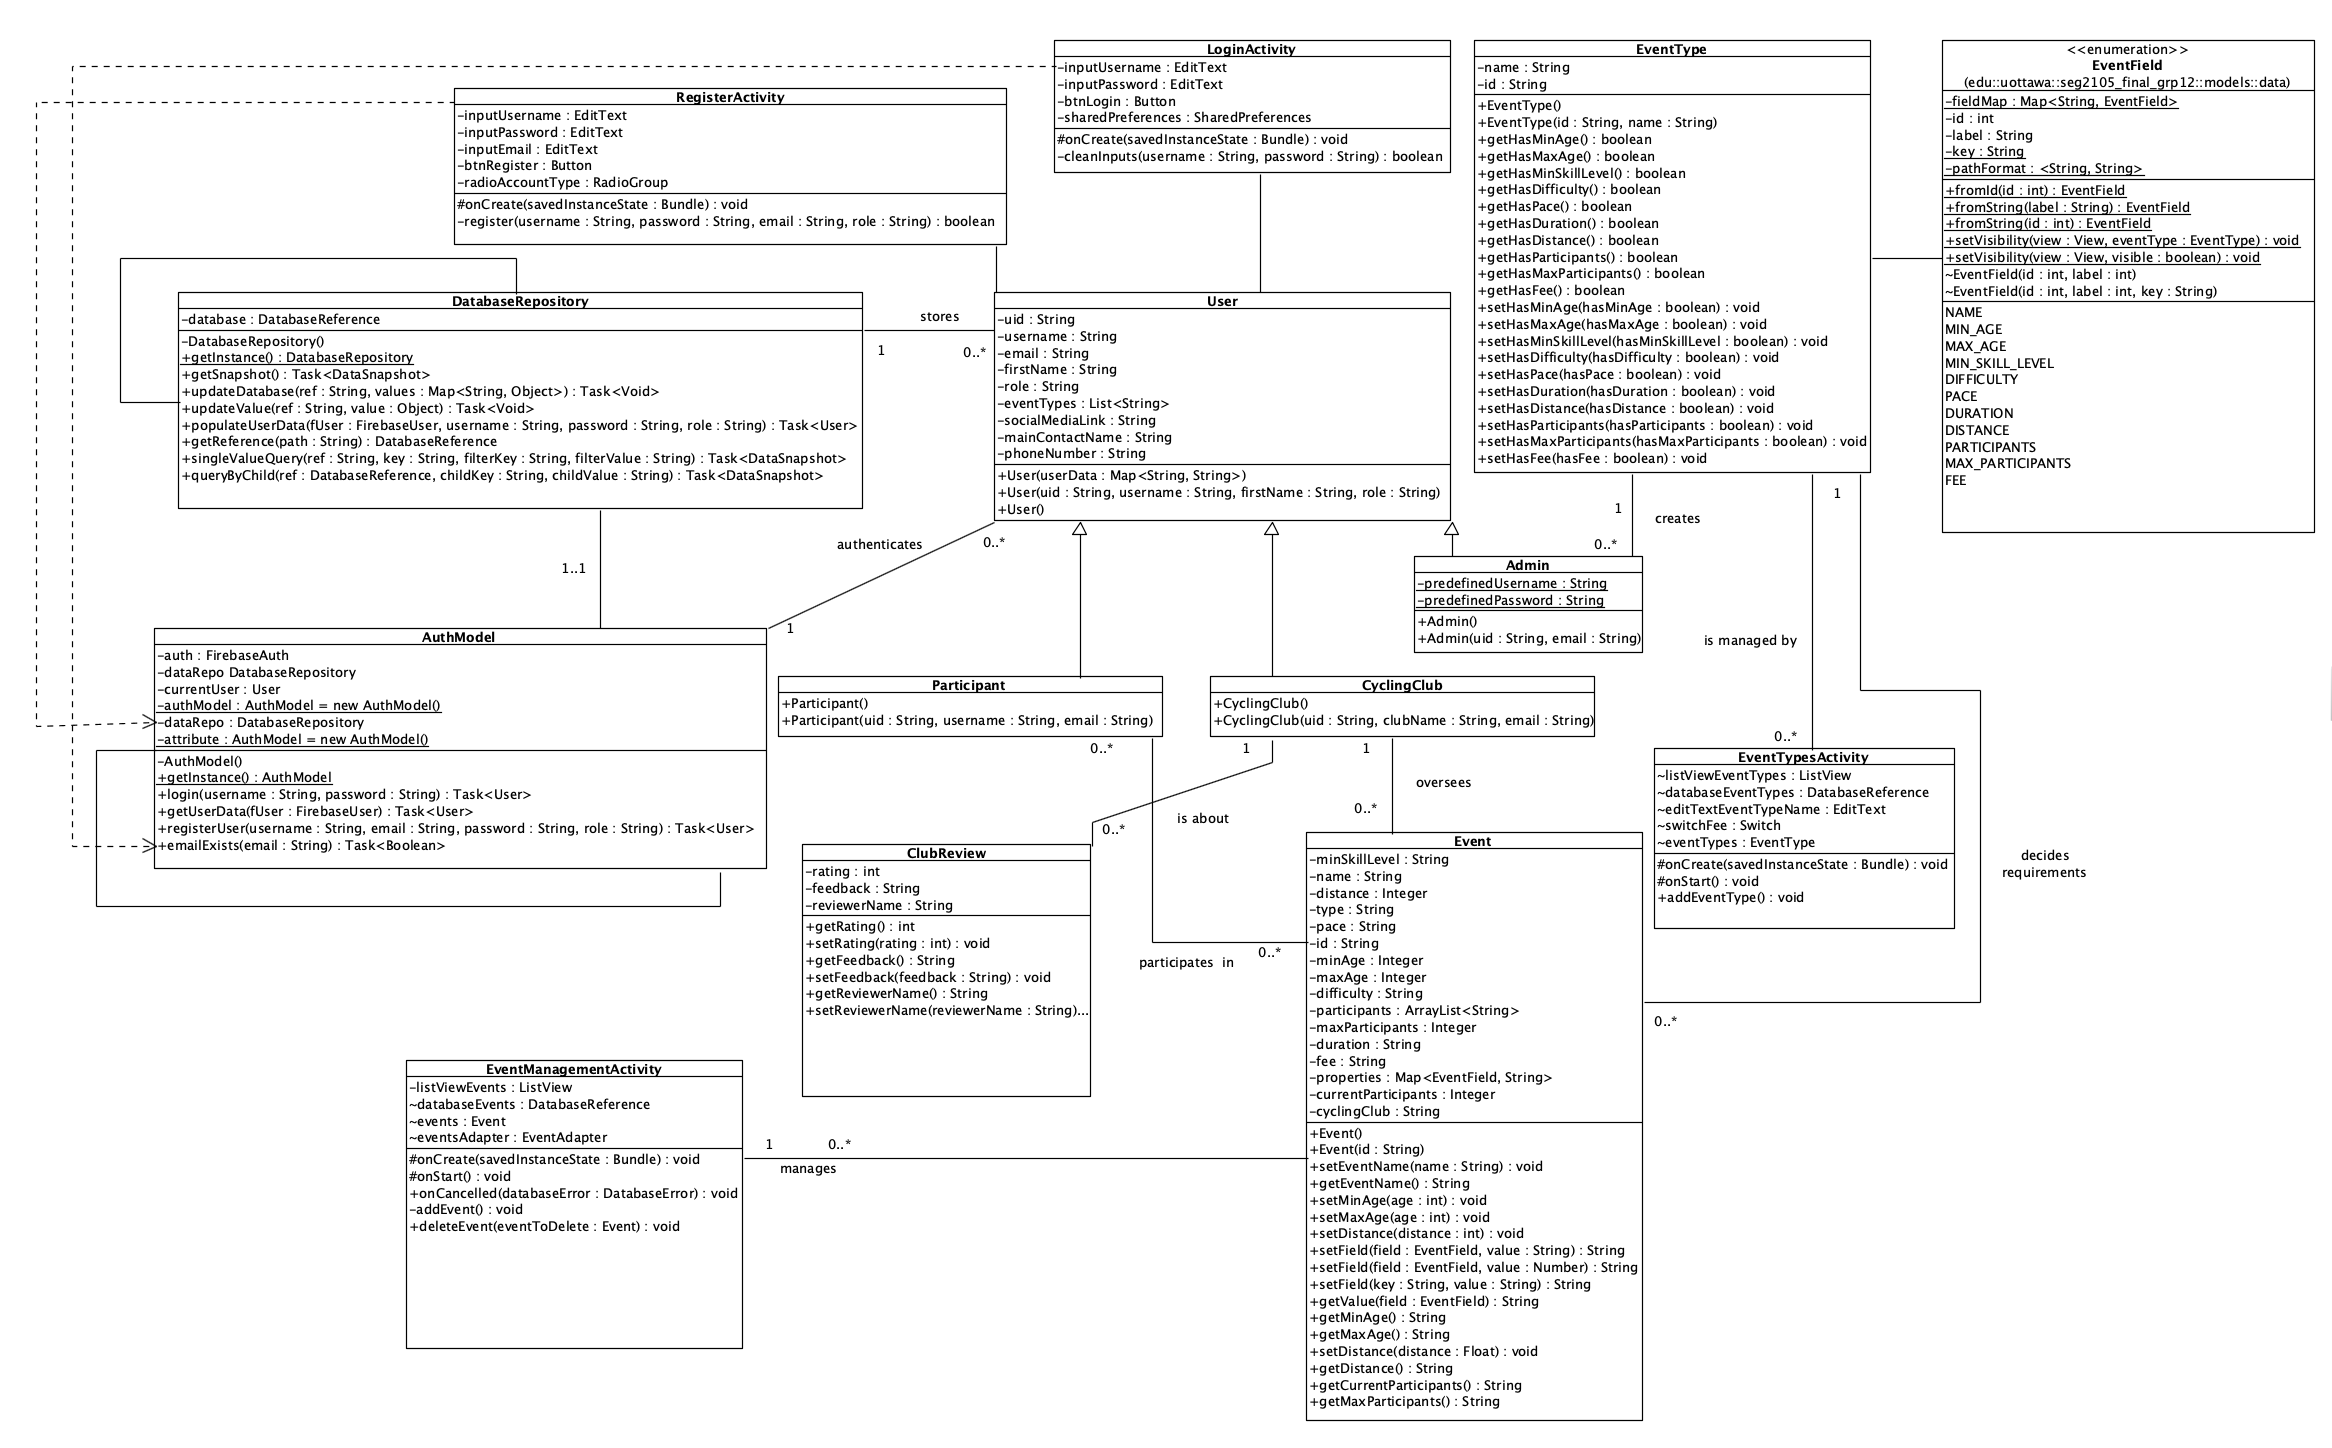 LoginActivity
-inputUsername : EditText
-inputPassword : EditText
-btnLogin : Button
-sharedPreferences : SharedPreferences
#onCreate(savedInstanceState : Bundle) : void
-cleanInputs(username : String, password : String) : boolean
EventType
-name : String
-id : String
+EventType()
+EventType(id : String, name : String)
+getHasMinAge() : boolean
+getHasMaxAge() : boolean
+getHasMinSkillLevel() : boolean
+getHasDifficulty() : boolean
+getHasPace() : boolean
+getHasDuration() : boolean
+getHasDistance() : boolean
+getHasParticipants() : boolean
+getHasMaxParticipants() : boolean
+getHasFee() : boolean
+setHasMinAge(hasMinAge : boolean) : void
+setHasMaxAge(hasMaxAge : boolean) : void
+setHasMinSkillLevel(hasMinSkillLevel : boolean) : void
+setHasDifficulty(hasDifficulty : boolean) : void
+setHasPace(hasPace : boolean) : void
+setHasDuration(hasDuration : boolean) : void
+setHasDistance(hasDistance : boolean) : void
+setHasParticipants(hasParticipants : boolean) : void
+setHasMaxParticipants(hasMaxParticipants : boolean) : void
+setHasFee(hasFee : boolean) : void
<<enumeration>>
EventField
(edu::uottawa::seg2105_final_grp12::models::data)
-fieldMap : Map<String, EventField>
-id : int
-label : String
-key : String
-pathFormat : <String, String>
+fromId(id : int) : EventField
+fromString(label : String) : EventField
+fromString(id : int) : EventField
+setVisibility(view : View, eventType : EventType) : void
+setVisibility(view : View, visible : boolean) : void
~EventField(id : int, label : int)
~EventField(id : int, label : int, key : String)
NAME
MIN_AGE
MAX_AGE
MIN_SKILL_LEVEL
DIFFICULTY
PACE
DURATION
DISTANCE
PARTICIPANTS
MAX_PARTICIPANTS
FEE
RegisterActivity
-inputUsername : EditText
-inputPassword : EditText
-inputEmail : EditText
-btnRegister : Button
-radioAccountType : RadioGroup
#onCreate(savedInstanceState : Bundle) : void
-register(username : String, password : String, email : String, role : String) : boolean
DatabaseRepository
-database : DatabaseReference
-DatabaseRepository()
+getInstance() : DatabaseRepository
+getSnapshot() : Task<DataSnapshot>
+updateDatabase(ref : String, values : Map<String, Object>) : Task<Void>
+updateValue(ref : String, value : Object) : Task<Void>
+populateUserData(fUser : FirebaseUser, username : String, password : String, role : String) : Task<User>
+getReference(path : String) : DatabaseReference
+singleValueQuery(ref : String, key : String, filterKey : String, filterValue : String) : Task<DataSnapshot>
+queryByChild(ref : DatabaseReference, childKey : String, childValue : String) : Task<DataSnapshot>
stores
1
0..*
User
-uid : String
-username : String
-email : String
-firstName : String
-role : String
-eventTypes : List<String>
-socialMediaLink : String
-mainContactName : String
-phoneNumber : String
+User(userData : Map<String, String>)
+User(uid : String, username : String, firstName : String, role : String)
+User()
authenticates
0..*
1
1..1
1
creates
0..*
Admin
-predefinedUsername : String
-predefinedPassword : String
+Admin()
+Admin(uid : String, email : String)
1
is managed by
0..*
AuthModel
-auth : FirebaseAuth
-dataRepo DatabaseRepository
-currentUser : User
-authModel : AuthModel = new AuthModel()
-dataRepo : DatabaseRepository
-attribute : AuthModel = new AuthModel()
-AuthModel()
+getInstance() : AuthModel
+login(username : String, password : String) : Task<User>
+getUserData(fUser : FirebaseUser) : Task<User>
+registerUser(username : String, email : String, password : String, role : String) : Task<User>
+emailExists(email : String) : Task<Boolean>
Participant
+Participant()
+Participant(uid : String, username : String, email : String)
0..*
CyclingClub
+CyclingClub()
+CyclingClub(uid : String, clubName : String, email : String)
1
1
oversees
0..*
is about
0..*
EventTypesActivity
~listViewEventTypes : ListView
~databaseEventTypes : DatabaseReference
~editTextEventTypeName : EditText
~switchFee : Switch
~eventTypes : EventType
#onCreate(savedInstanceState : Bundle) : void
#onStart() : void
+addEventType() : void
decides
requirements
ClubReview
-rating : int
-feedback : String
-reviewerName : String
+getRating() : int
+setRating(rating : int) : void
+getFeedback() : String
+setFeedback(feedback : String) : void
+getReviewerName() : String
+setReviewerName(reviewerName : String)...
participates in
0..*
Event
-minSkillLevel : String
-name : String
-distance : Integer
-type : String
-pace : String
-id : String
-minAge : Integer
-maxAge : Integer
-difficulty : String
-participants : ArrayList<String>
-maxParticipants : Integer
-duration : String
-fee : String
-properties : Map<EventField, String>
-currentParticipants : Integer
-cyclingClub : String
+Event()
+Event(id : String)
+setEventName(name : String) : void
+getEventName() : String
+setMinAge(age : int) : void
+setMaxAge(age : int) : void
+setDistance(distance : int) : void
+setField(field : EventField, value : String) : String
+setField(field : EventField, value : Number) : String
+setField(key : String, value : String) : String
+getValue(field : EventField) : String
+getMinAge() : String
+getMaxAge() : String
+setDistance(distance : Float) : void
+getDistance() : String
+getCurrentParticipants() : String
+getMaxParticipants() : String
0..*
EventManagementActivity
-listViewEvents : ListView
~databaseEvents : DatabaseReference
~events : Event
~eventsAdapter : EventAdapter
#onCreate(savedInstanceState : Bundle) : void
#onStart() : void
+onCancelled(databaseError : DatabaseError) : void
-addEvent() : void
+deleteEvent(eventToDelete : Event) : void
1
0..*
manages